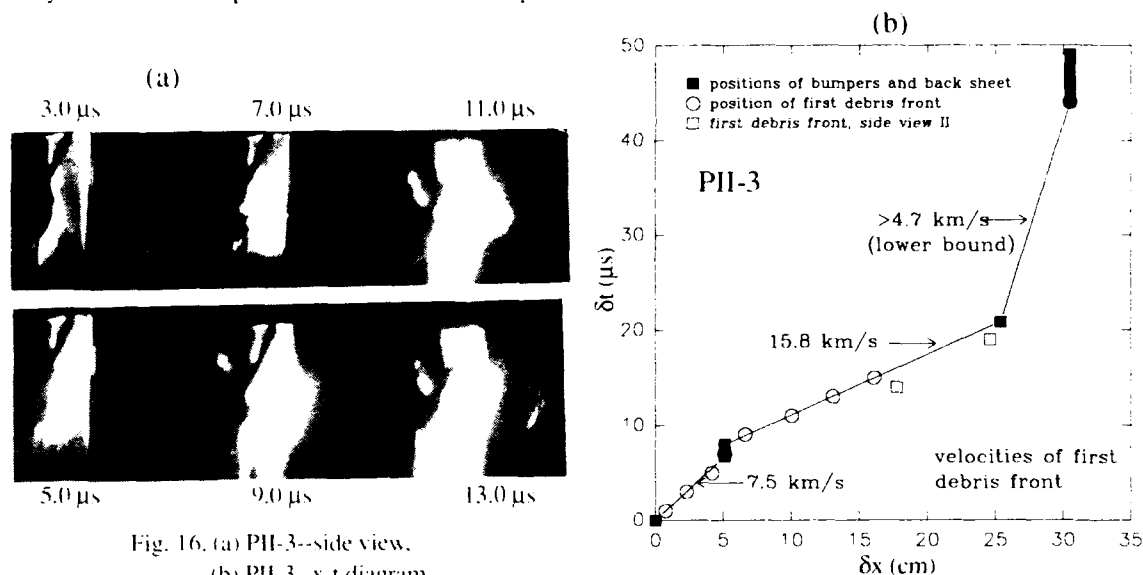 (a)
3.0 µs 7.0 µs 11.0 µs
5.0 µs 9.0 µs 13.0 µs
Fig. 16. (a) PII-3--side view,
(b) PII-3--x-t diagram
(b)
50
40
30
20
10
0
δt (µs)
■ positions of bumpers and back sheet
○ position of first debris front
□ first debris front, side view II
PII-3
>4.7 km/s
(lower bound)
15.8 km/s
7.5 km/s
velocities of first
debris front
0 5 10 15 20 25 30 35
δx (cm)